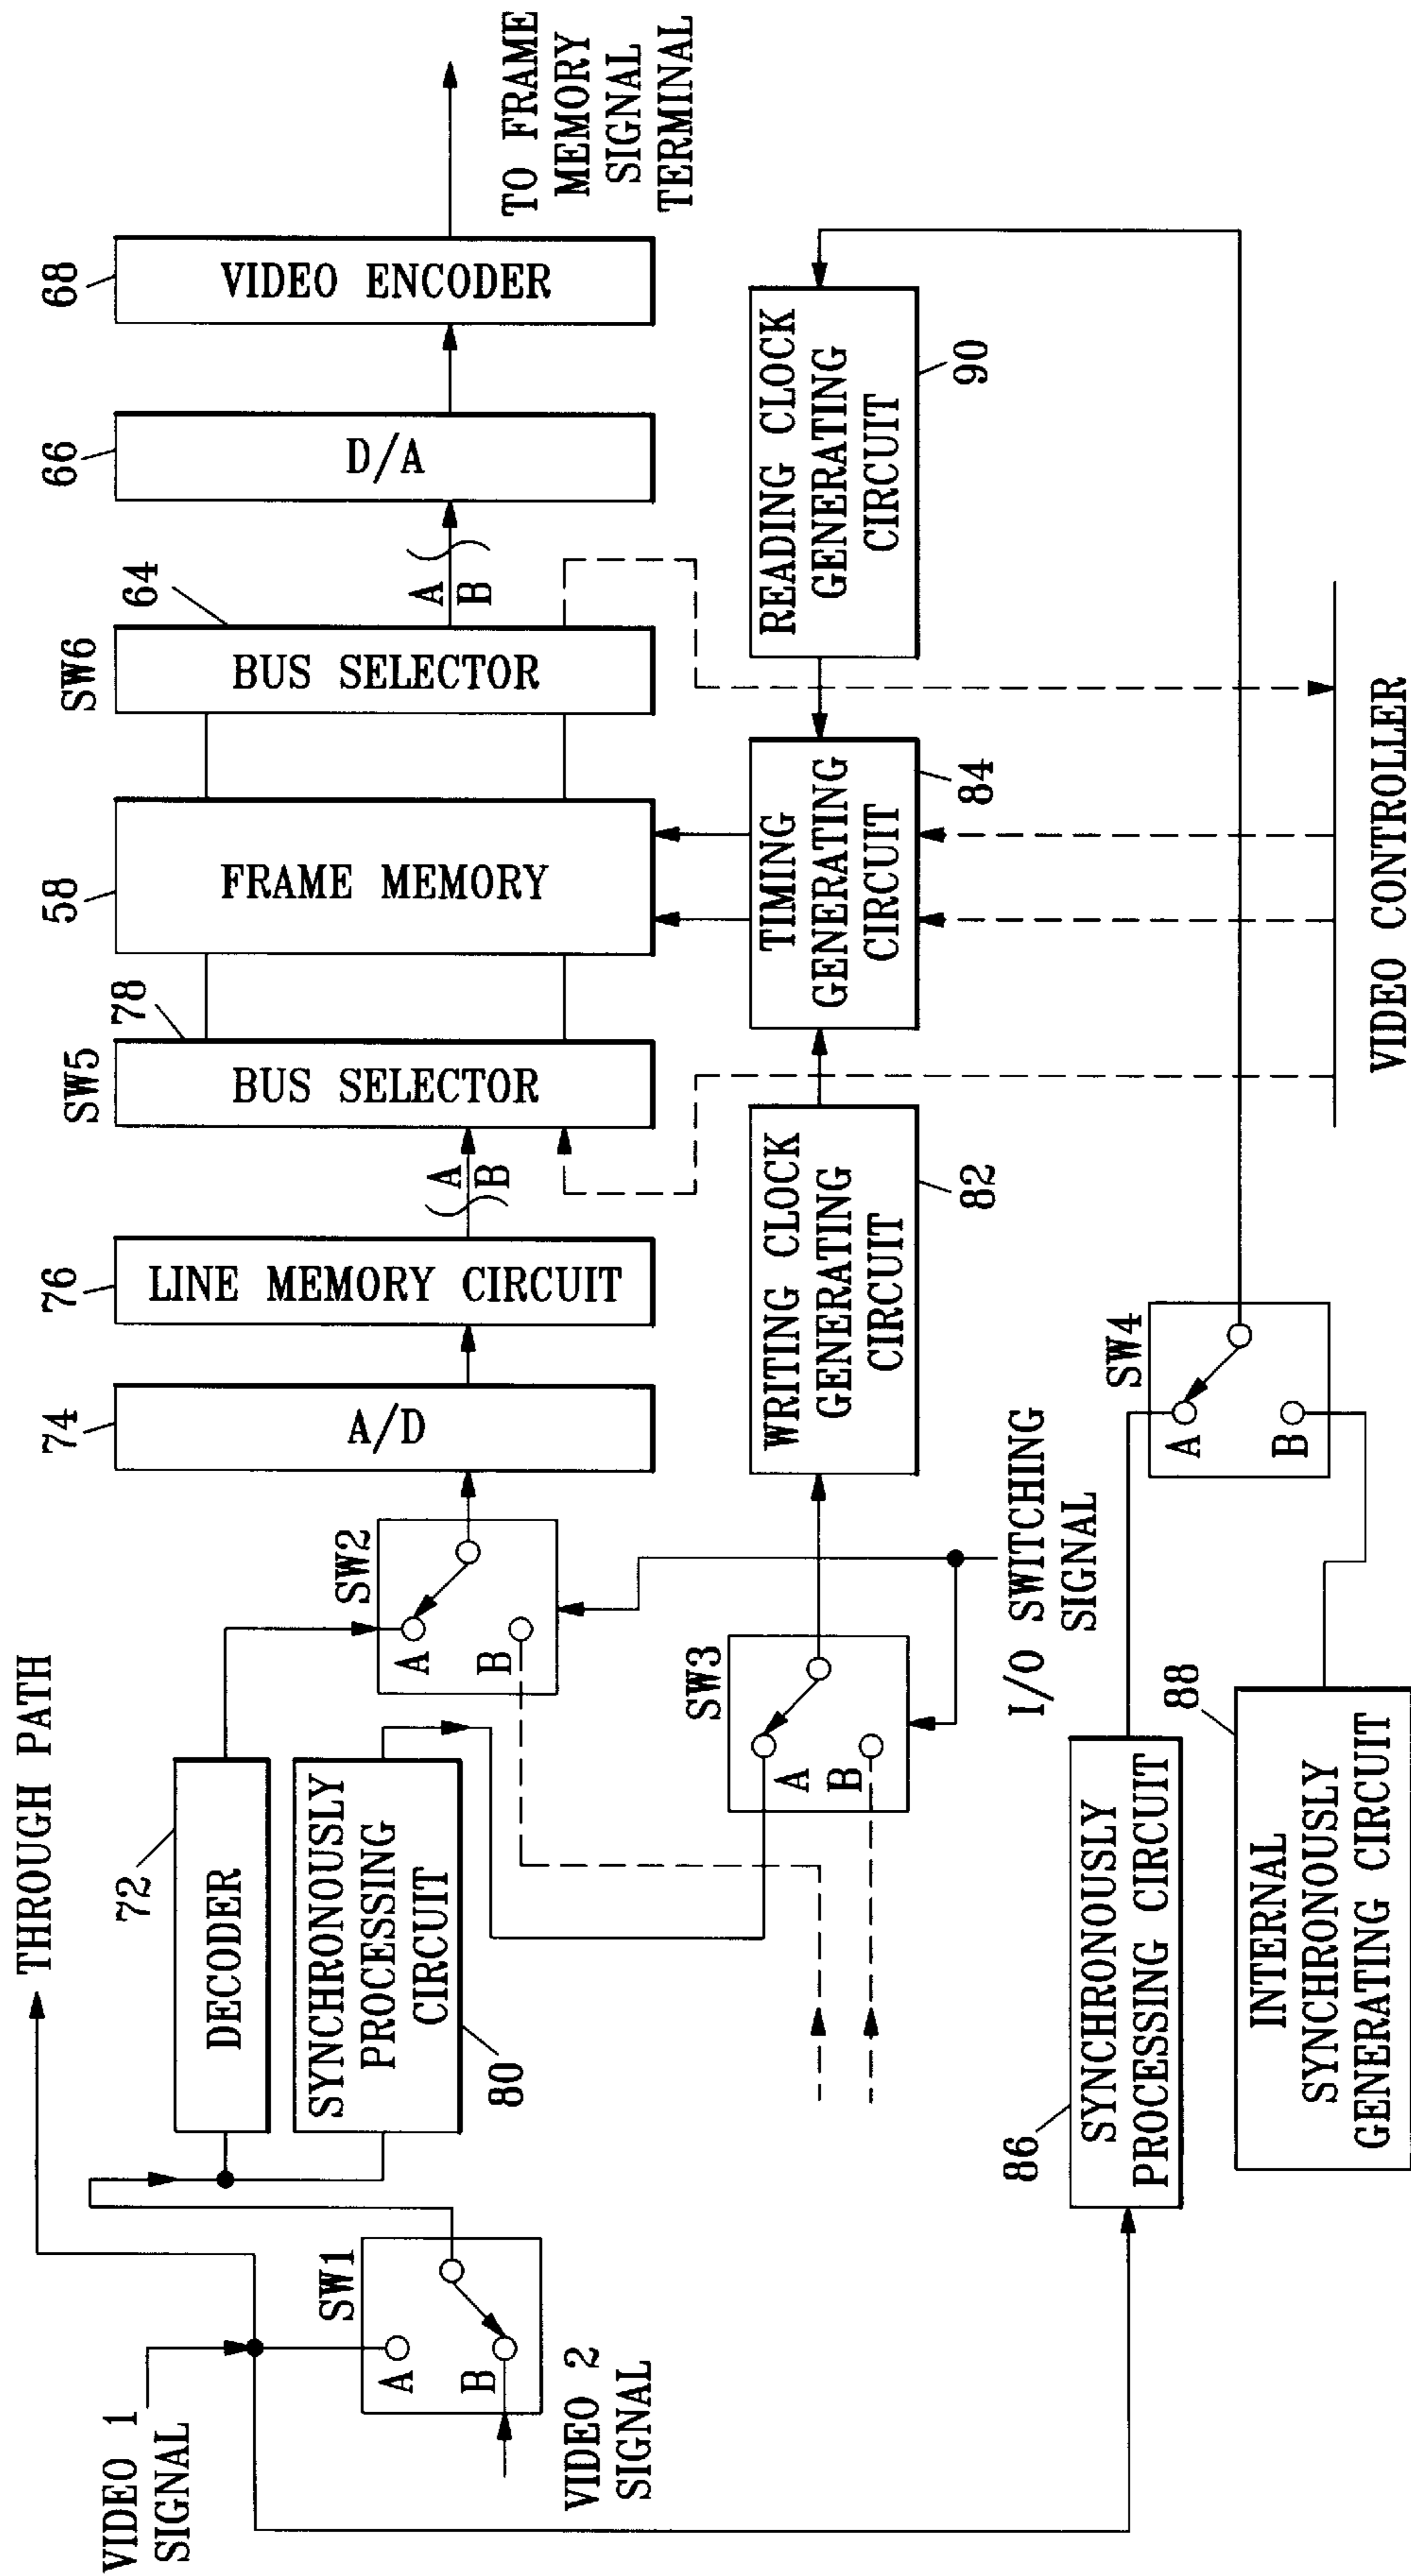 VIDEO 1
SIGNAL
THROUGH PATH
SW1
A
B
VIDEO 2
SIGNAL
72
DECODER
SYNCHRONOUSLY
PROCESSING
CIRCUIT
80
SW2
A
B
SW3
A
B
I/O SWITCHING
SIGNAL
74
A/D
76
LINE MEMORY CIRCUIT
A
B
SW5
78
BUS SELECTOR
58
FRAME MEMORY
SW6
64
BUS SELECTOR
A
B
66
D/A
68
VIDEO ENCODER
TO FRAME
MEMORY
SIGNAL
TERMINAL
WRITING CLOCK
GENERATING
CIRCUIT
82
TIMING
GENERATING
CIRCUIT
84
READING CLOCK
GENERATING
CIRCUIT
90
86
SYNCHRONOUSLY
PROCESSING CIRCUIT
88
INTERNAL
SYNCHRONOUSLY
GENERATING CIRCUIT
SW4
A
B
VIDEO CONTROLLER